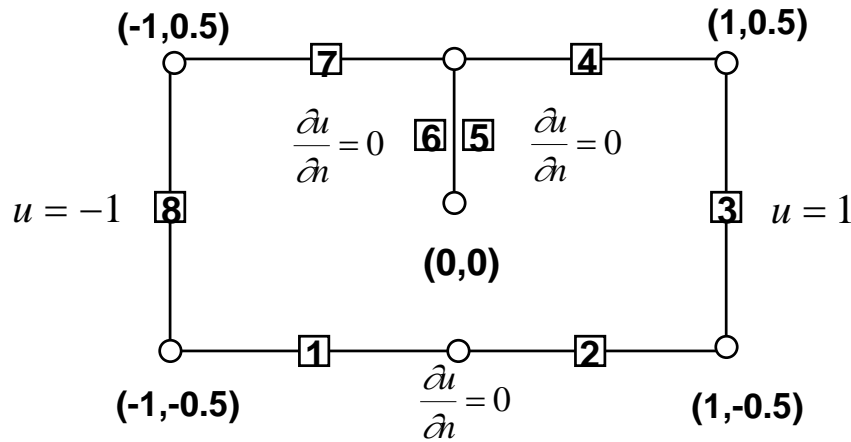 (-1,0.5)
(1,0.5)
7
4
∂u/∂n = 0
6
5
∂u/∂n = 0
u = −1
8
3
u = 1
(0,0)
1
2
(-1,-0.5)
∂u/∂n = 0
(1,-0.5)